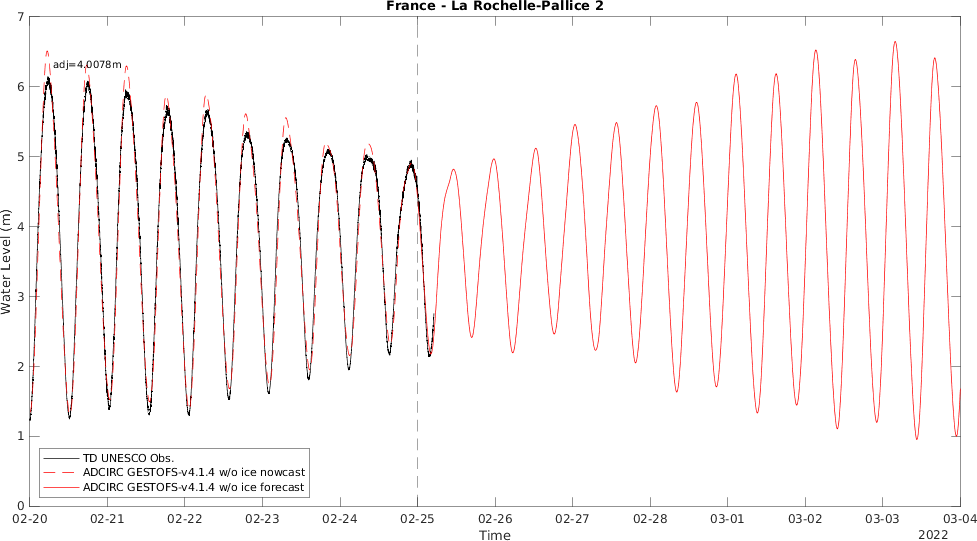 France - La Rochelle-Pallice 2
7
adj=4.0078m
6
5
4
3
2
1
0
Water Level (m)
TD UNESCO Obs.
ADCIRC GESTOFS-v4.1.4 w/o ice nowcast
ADCIRC GESTOFS-v4.1.4 w/o ice forecast
02-20 02-21 02-22 02-23 02-24 02-25 02-26 02-27 02-28 03-01 03-02 03-03 03-04
Time
2022